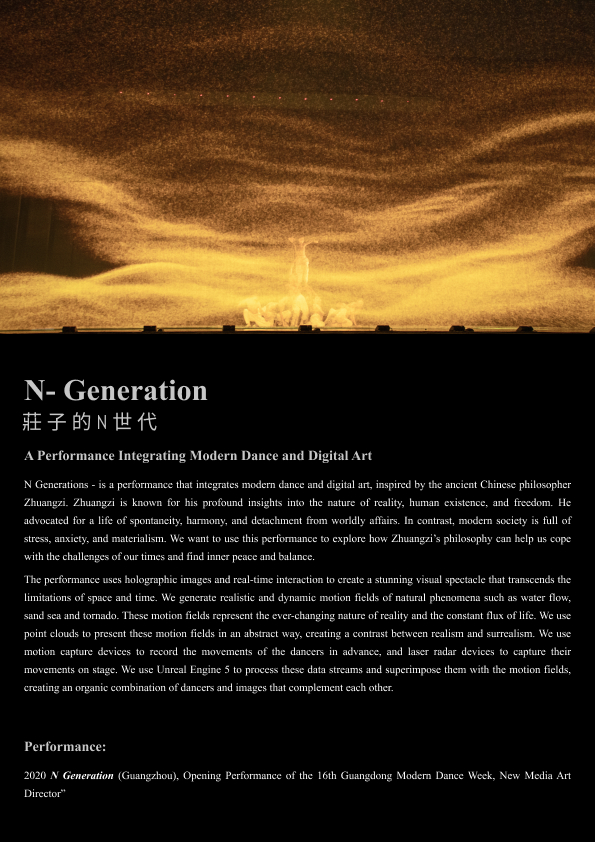 N- Generation
莊子的N世代
A Performance Integrating Modern Dance and Digital Art
N Generations - is a performance that integrates modern dance and digital art, inspired by the ancient Chinese philosopher
Zhuangzi. Zhuangzi is known for his profound insights into the nature of reality, human existence, and freedom. He
advocated for a life of spontaneity, harmony, and detachment from worldly affairs. In contrast, modern society is full of
stress, anxiety, and materialism. We want to use this performance to explore how Zhuangzi’s philosophy can help us cope
with the challenges of our times and find inner peace and balance.
The performance uses holographic images and real-time interaction to create a stunning visual spectacle that transcends the
limitations of space and time. We generate realistic and dynamic motion fields of natural phenomena such as water flow,
sand sea and tornado. These motion fields represent the ever-changing nature of reality and the constant flux of life. We use
point clouds to present these motion fields in an abstract way, creating a contrast between realism and surrealism. We use
motion capture devices to record the movements of the dancers in advance, and laser radar devices to capture their
movements on stage. We use Unreal Engine 5 to process these data streams and superimpose them with the motion fields,
creating an organic combination of dancers and images that complement each other.
Performance:
2020 N Generation (Guangzhou), Opening Performance of the 16th Guangdong Modern Dance Week, New Media Art
Director”